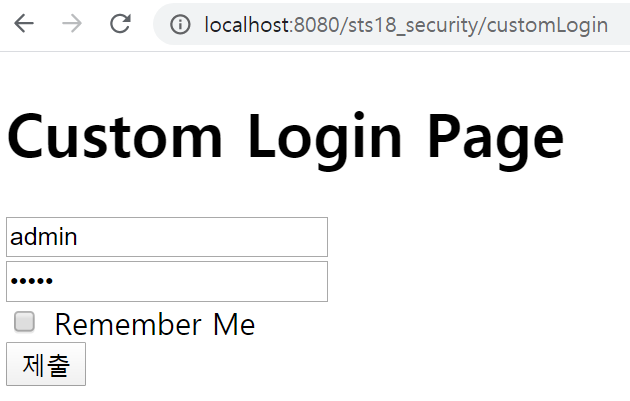 localhost:8080/sts18_security/customLogin
Custom Login Page
admin
•••••
Remember Me
제출